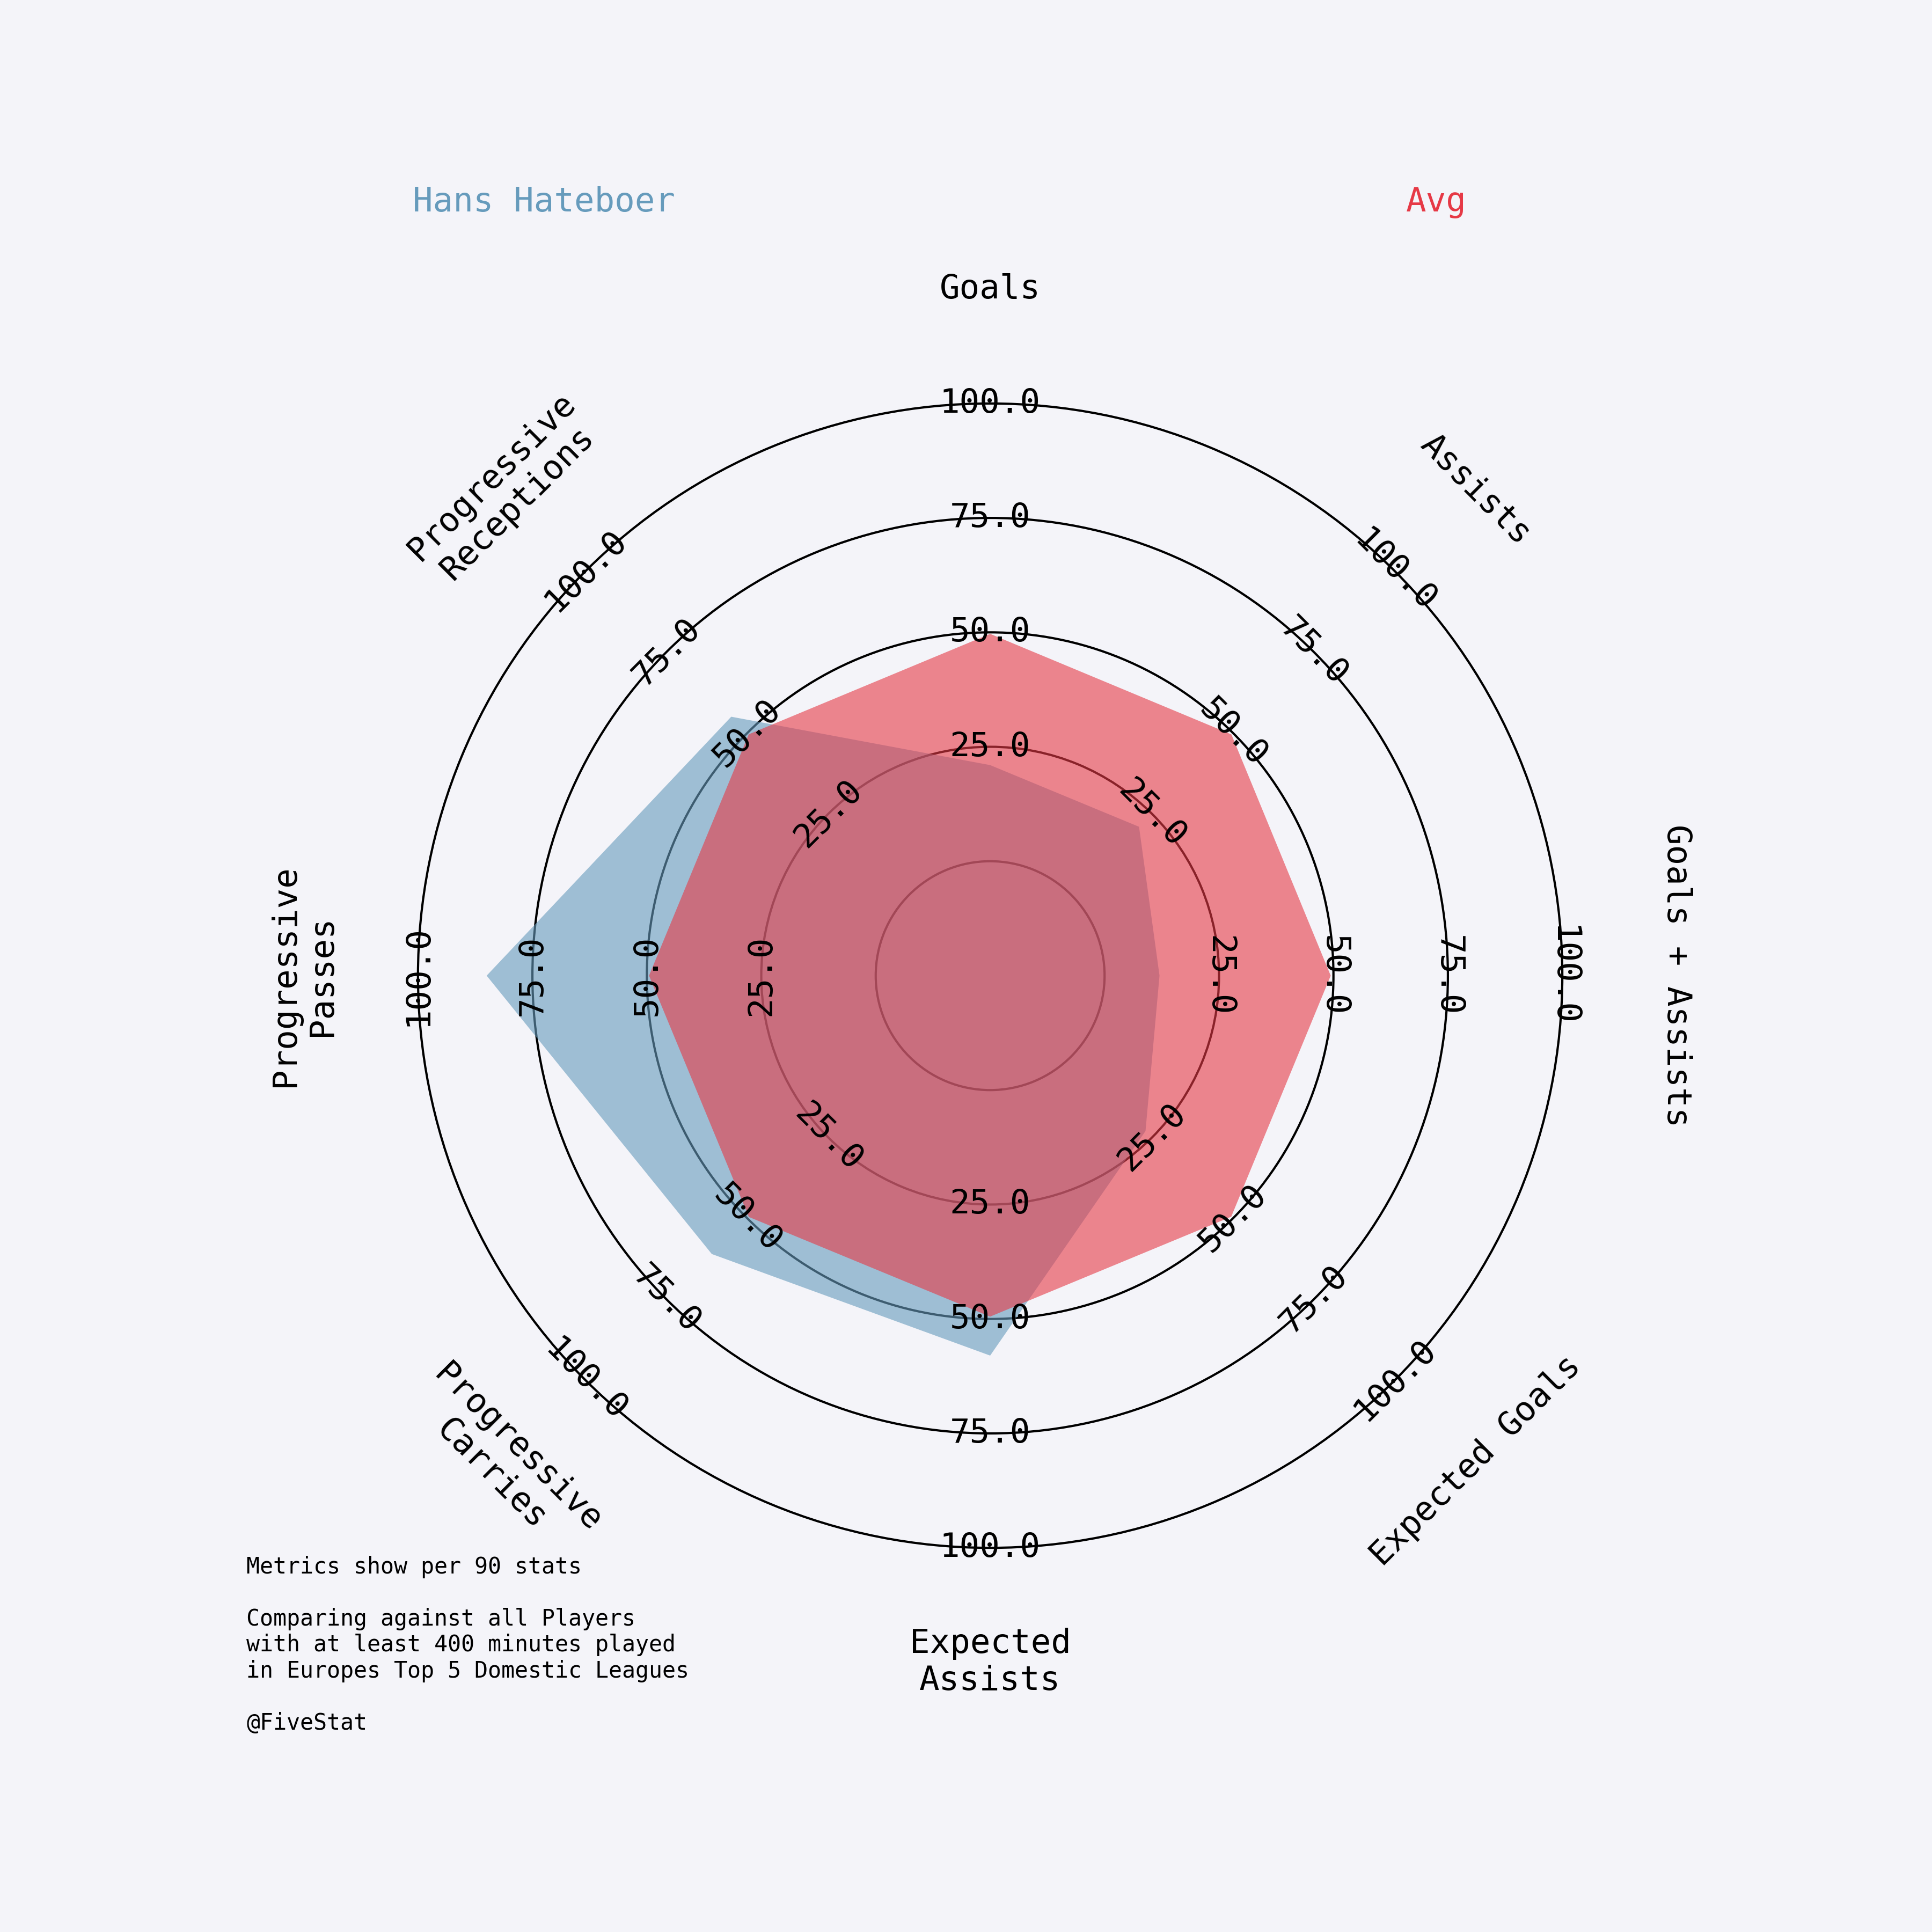 Hans Hateboer
Avg
Goals
Assists
Goals + Assists
Expected Goals
Expected
Assists
Progressive
Carries
Progressive
Passes
Progressive
Receptions
100.0
75.0
50.0
25.0
100.0
75.0
50.0
25.0
100.0
75.0
50.0
25.0
100.0
75.0
50.0
25.0
100.0
75.0
50.0
25.0
100.0
75.0
50.0
25.0
100.0
75.0
50.0
25.0
100.0
75.0
50.0
25.0
Metrics show per 90 stats
Comparing against all Players
with at least 400 minutes played
in Europes Top 5 Domestic Leagues
@FiveStat